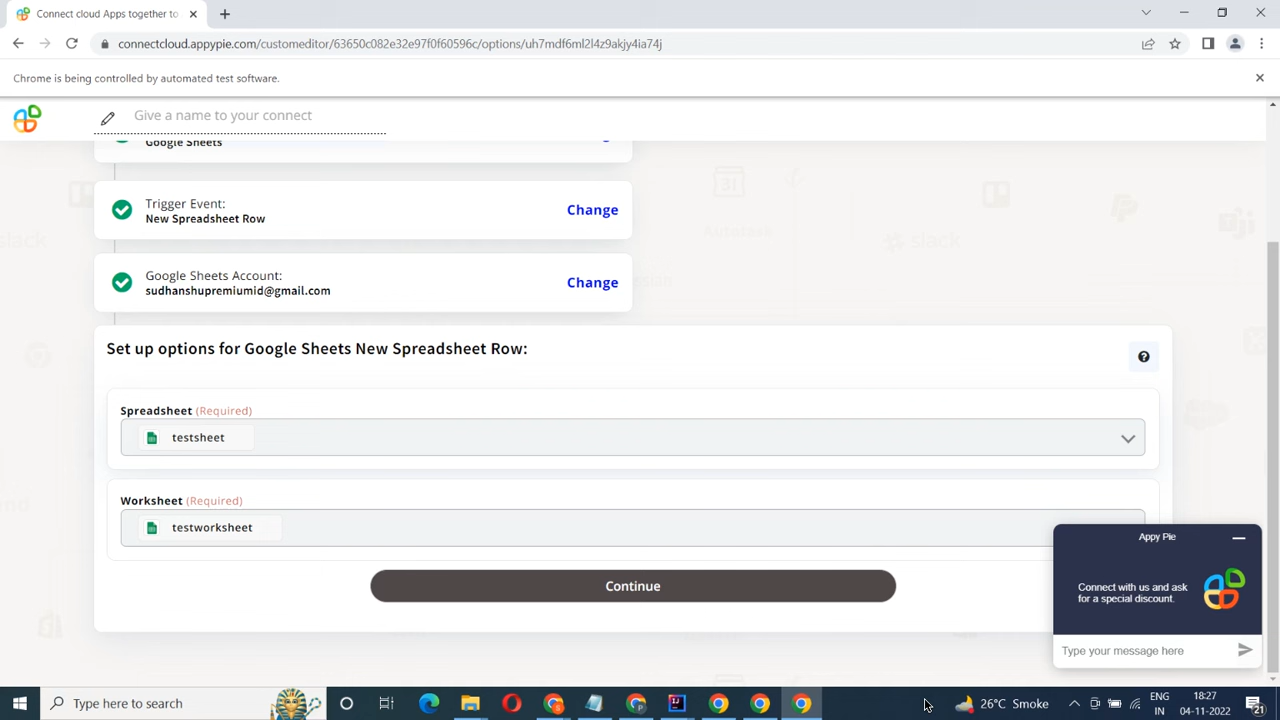 Connect cloud Apps together to
connectcloud.appypie.com/customeditor/63650c082e32e97f0f60596c/options/uh7mdf6ml2l4z9akjy4ia74j
Chrome is being controlled by automated test software.
Give a name to your connect
Google Sheets
Trigger Event:
New Spreadsheet Row
Change
Google Sheets Account:
sudhanshupremiumid@gmail.com
Change
Set up options for Google Sheets New Spreadsheet Row:
Spreadsheet (Required)
testsheet
Worksheet (Required)
testworksheet
Continue
Appy Pie
Connect with us and ask
for a special discount.
Type your message here
slack
Type here to search
26°C Smoke
ENG
IN
18:27
04-11-2022
21